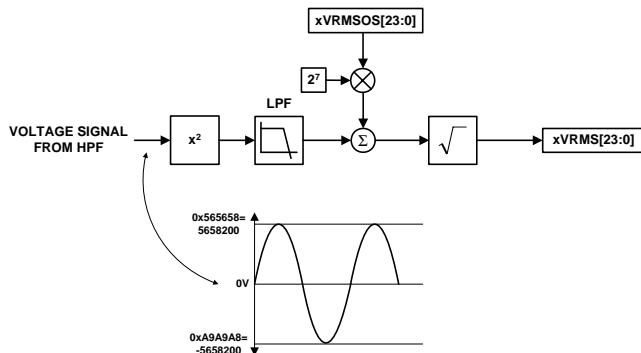 xVRMSOS[23:0]
2⁷
LPF
VOLTAGE SIGNAL
FROM HPF
x²
Σ
√
xVRMS[23:0]
0x565658=
5658200
0V
0xA9A9A8=
-5658200